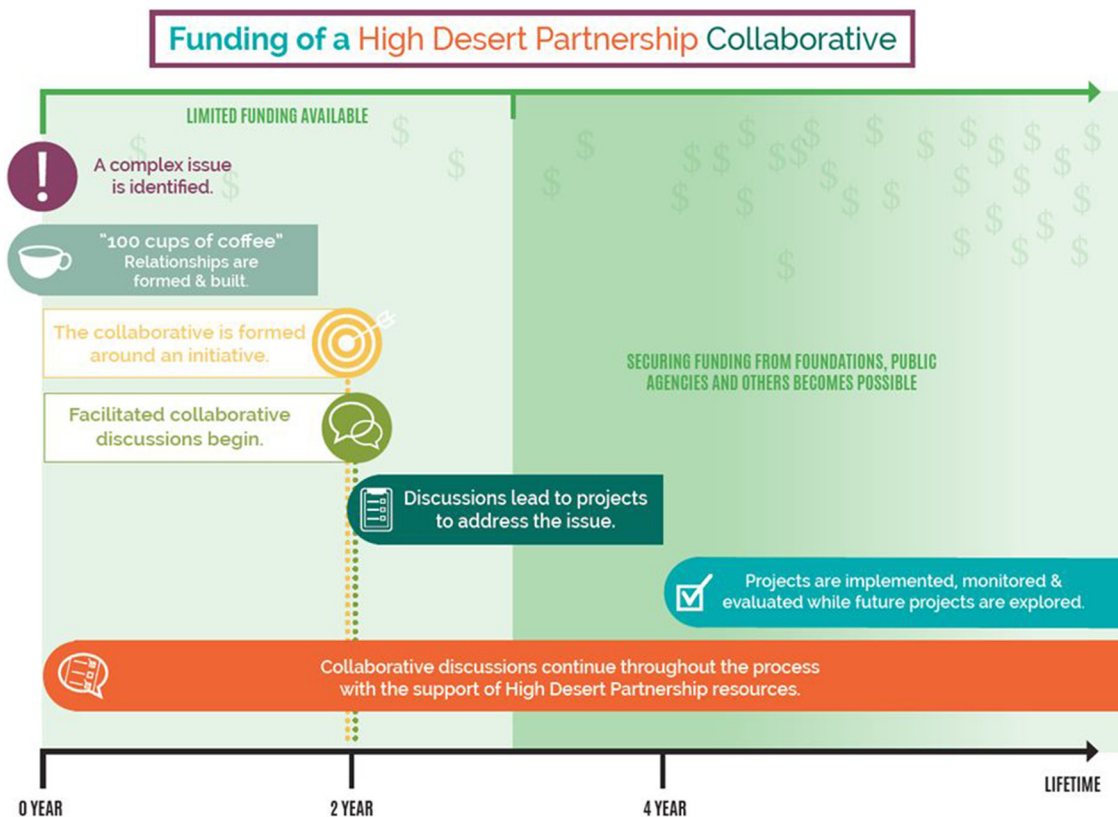 Funding of a High Desert Partnership Collaborative
LIMITED FUNDING AVAILABLE
A complex issue
is identified.
"100 cups of coffee"
Relationships are
formed & built.
The collaborative is formed
around an initiative.
SECURING FUNDING FROM FOUNDATIONS, PUBLIC
AGENCIES AND OTHERS BECOMES POSSIBLE
Facilitated collaborative
discussions begin.
Discussions lead to projects
to address the issue.
Projects are implemented, monitored &
evaluated while future projects are explored.
Collaborative discussions continue throughout the process
with the support of High Desert Partnership resources.
0 YEAR
2 YEAR
4 YEAR
LIFETIME